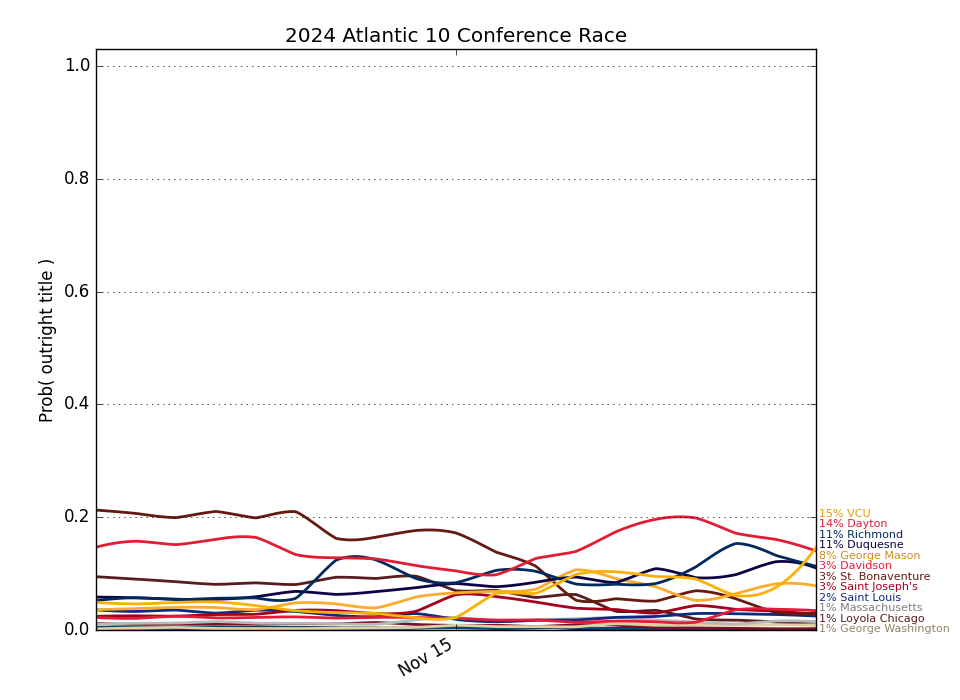 2024 Atlantic 10 Conference Race
1.0
0.8
0.6
0.4
0.2
0.0
Prob( outright title )
Nov 15
15% VCU
14% Dayton
11% Richmond
11% Duquesne
8% George Mason
3% Davidson
3% St. Bonaventure
3% Saint Joseph's
2% Saint Louis
1% Massachusetts
1% Loyola Chicago
1% George Washington